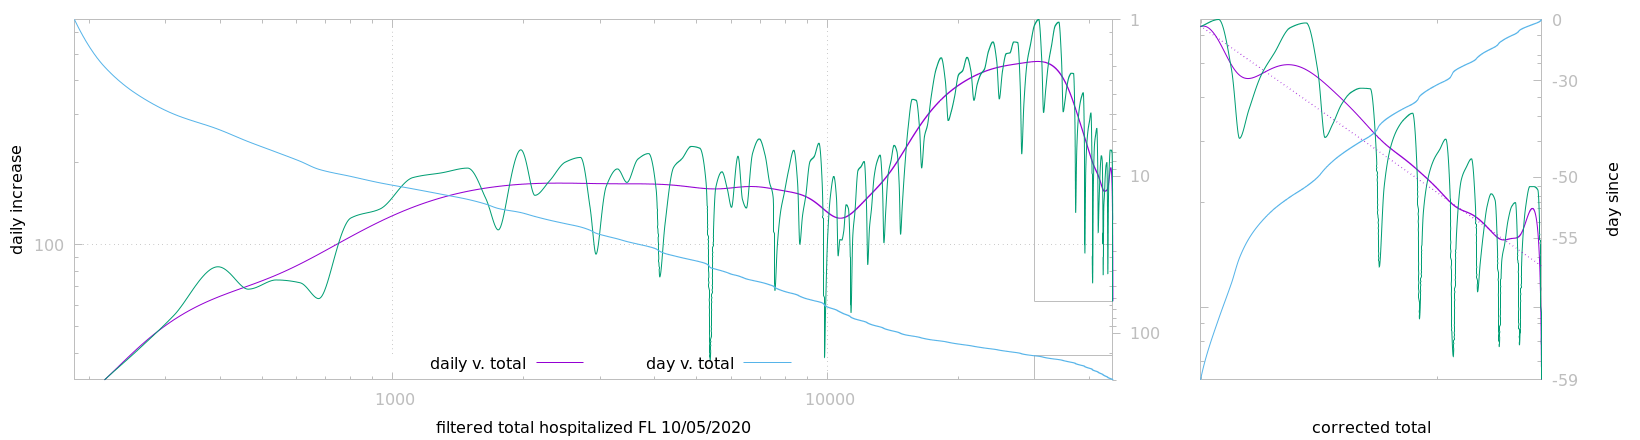 daily increase
100
1000
10000
1
10
100
daily v. total
day v. total
filtered total hospitalized FL 10/05/2020
0
-30
-50
-55
-59
day since
corrected total